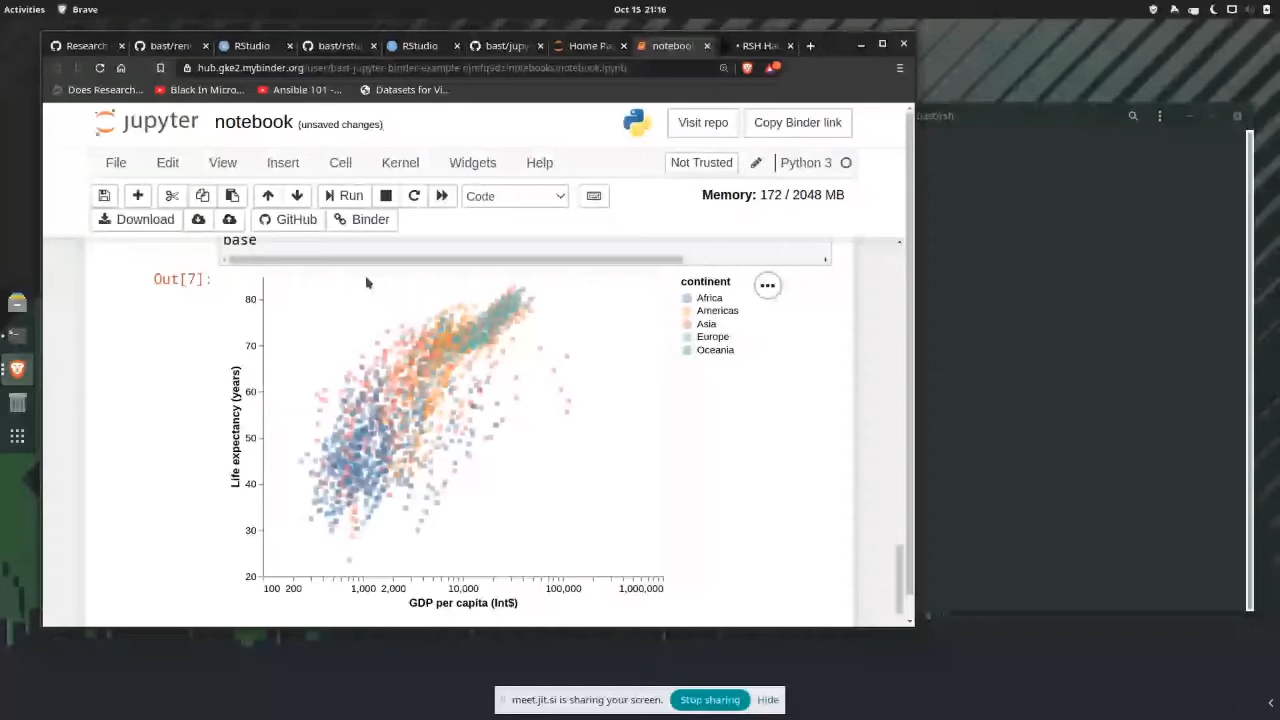 Activities Brave Oct 15 21:16
Research bast/ren RStudio bast/rstu RStudio bast/jupy Home Pa notebool RSH Ha
hub.gke2.mybinder.org
Does Research... Black In Micro... Ansible 101 -... Datasets for Vi...
jupyter notebook (unsaved changes) Visit repo Copy Binder link
File Edit View Insert Cell Kernel Widgets Help Not Trusted Python 3
Run Code Memory: 172 / 2048 MB
Download GitHub Binder
base
Out[7]:
continent
Africa
Americas
Asia
Europe
Oceania
80
70
60
50
40
30
20
Life expectancy (years)
100 200 1,000 2,000 10,000 100,000 1,000,000
GDP per capita (Int$)
meet.jit.si is sharing your screen. Stop sharing Hide